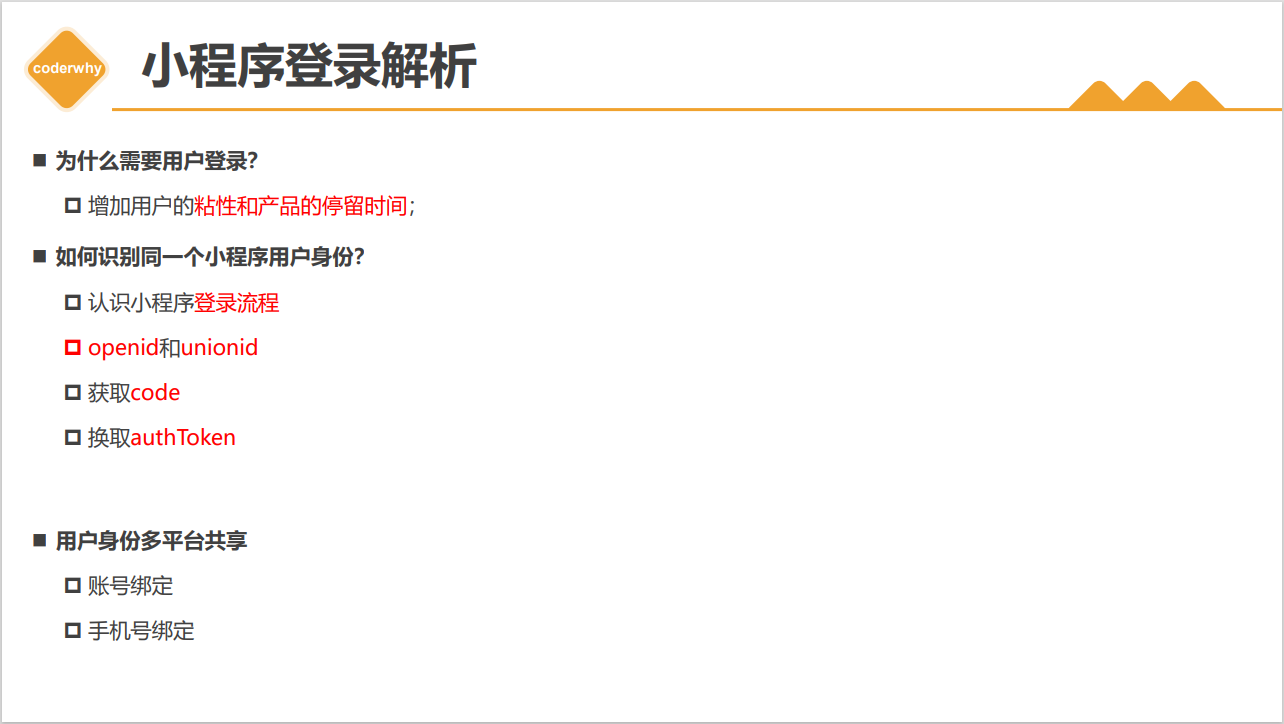 coderwhy
小程序登录解析
为什么需要用户登录？
增加用户的粘性和产品的停留时间；
如何识别同一个小程序用户身份？
认识小程序登录流程
openid和unionid
获取code
换取authToken
用户身份多平台共享
账号绑定
手机号绑定